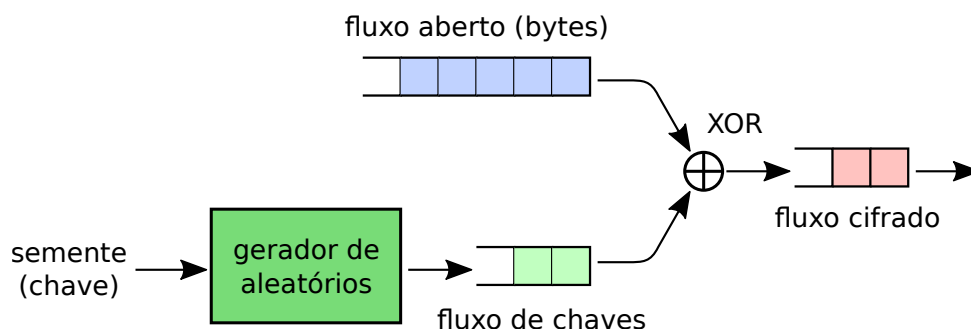 fluxo aberto (bytes)
XOR
fluxo cifrado
semente
(chave)
gerador de
aleatórios
fluxo de chaves